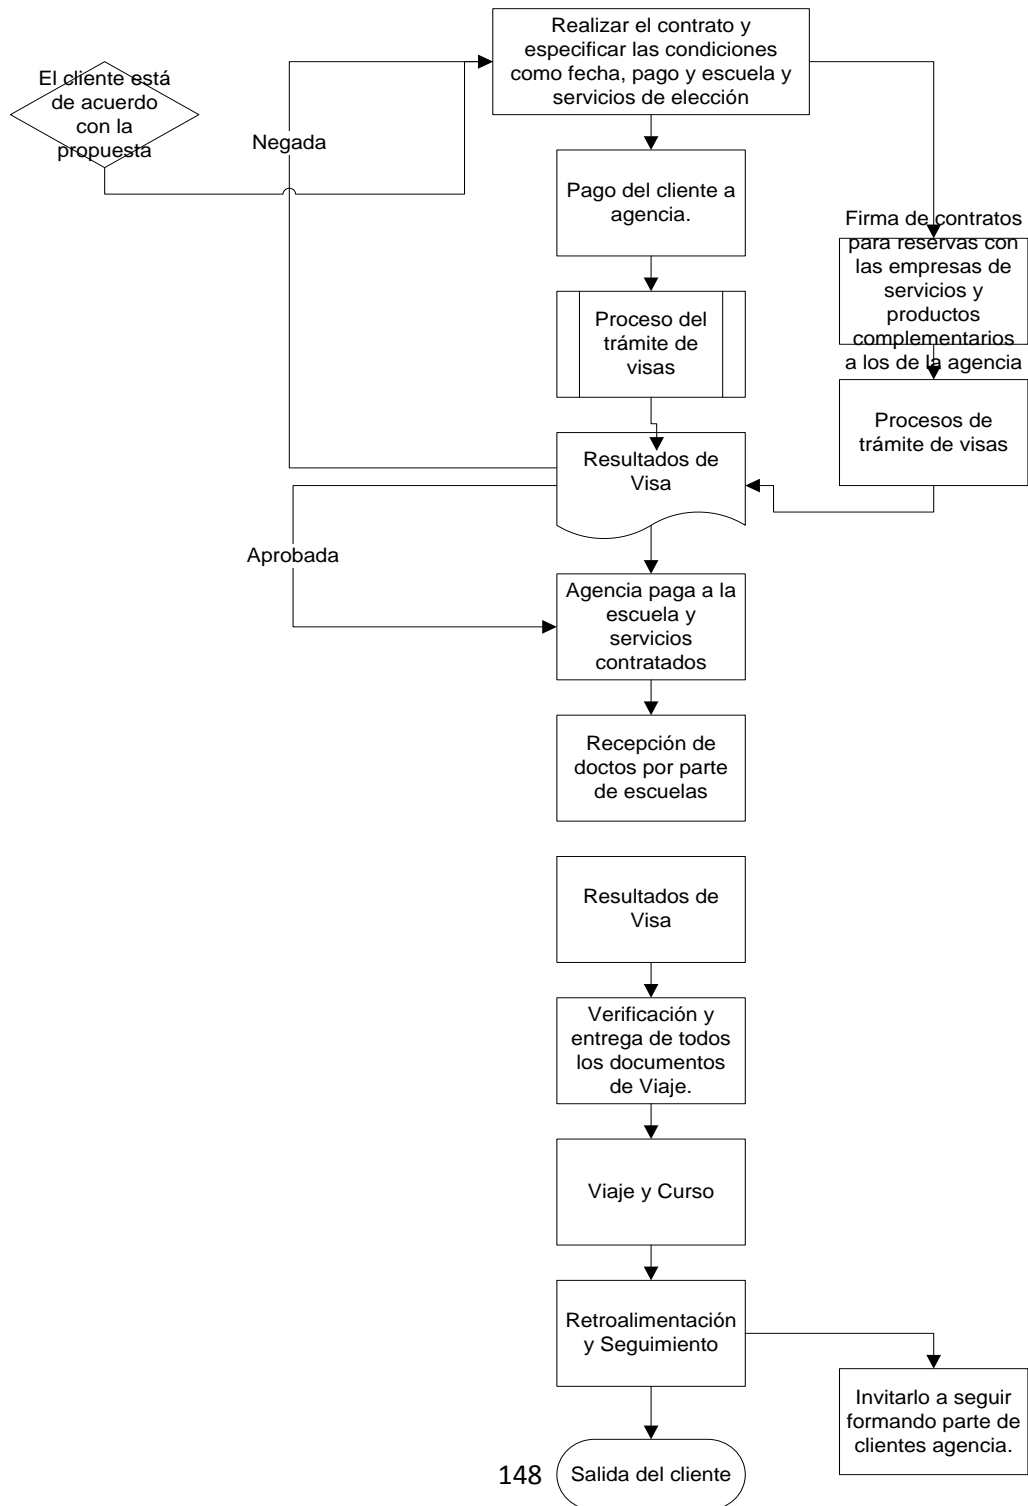 Realizar el contrato y
especificar las condiciones
como fecha, pago y escuela y
servicios de elección
El cliente está
de acuerdo
con la
propuesta
Negada
Pago del cliente a
agencia.
Firma de contratos
para reservas con
las empresas de
servicios y
productos
complementarios
a los de la agencia
Proceso del
trámite de
visas
Procesos de
trámite de visas
Resultados de
Visa
Aprobada
Agencia paga a la
escuela y
servicios
contratados
Recepción de
doctos por parte
de escuelas
Resultados de
Visa
Verificación y
entrega de todos
los documentos
de Viaje.
Viaje y Curso
Retroalimentación
y Seguimiento
Invitarlo a seguir
formando parte de
clientes agencia.
148
Salida del cliente